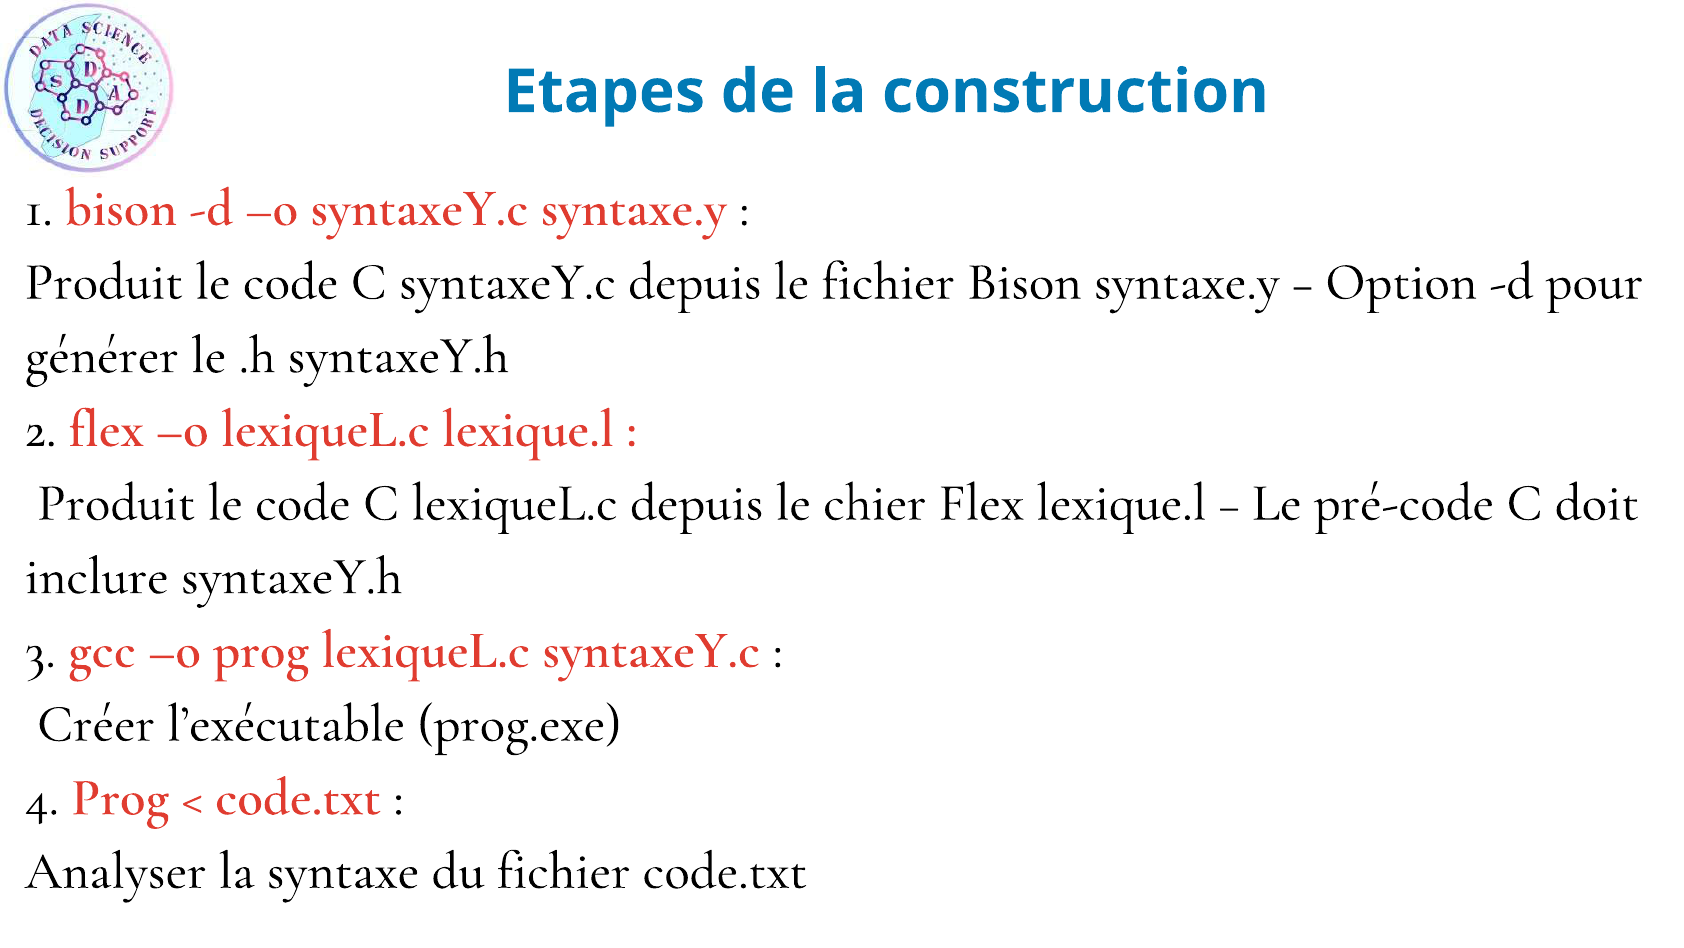 DATA SCIENCE
S D D A
DECISION SUPPORT
Etapes de la construction
1. bison -d –o syntaxeY.c syntaxe.y :
Produit le code C syntaxeY.c depuis le fichier Bison syntaxe.y – Option -d pour
générer le .h syntaxeY.h
2. flex –o lexiqueL.c lexique.l :
Produit le code C lexiqueL.c depuis le chier Flex lexique.l – Le pré-code C doit
inclure syntaxeY.h
3. gcc –o prog lexiqueL.c syntaxeY.c :
Créer l’exécutable (prog.exe)
4. Prog < code.txt :
Analyser la syntaxe du fichier code.txt